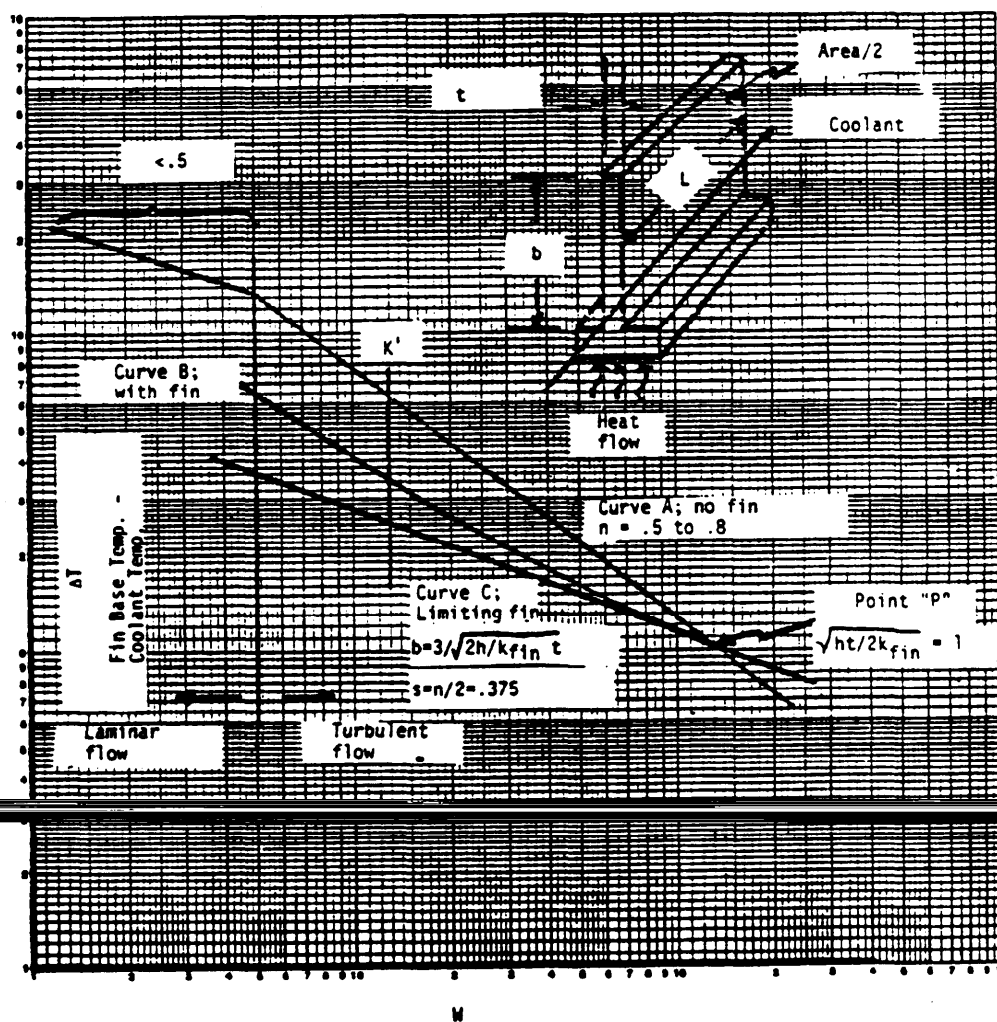 Area/2
t
Coolant
<.5
L
b
K'
Curve B;
with fin
Heat
flow
Curve A; no fin
n = .5 to .8
ΔT
Fin Base Temp. -
Coolant Temp
Curve C;
Limiting fin
b=3/√2h/kfin t
s=n/2=.375
Point "P"
√ht/2kfin = 1
Laminar
flow
Turbulent
flow
W